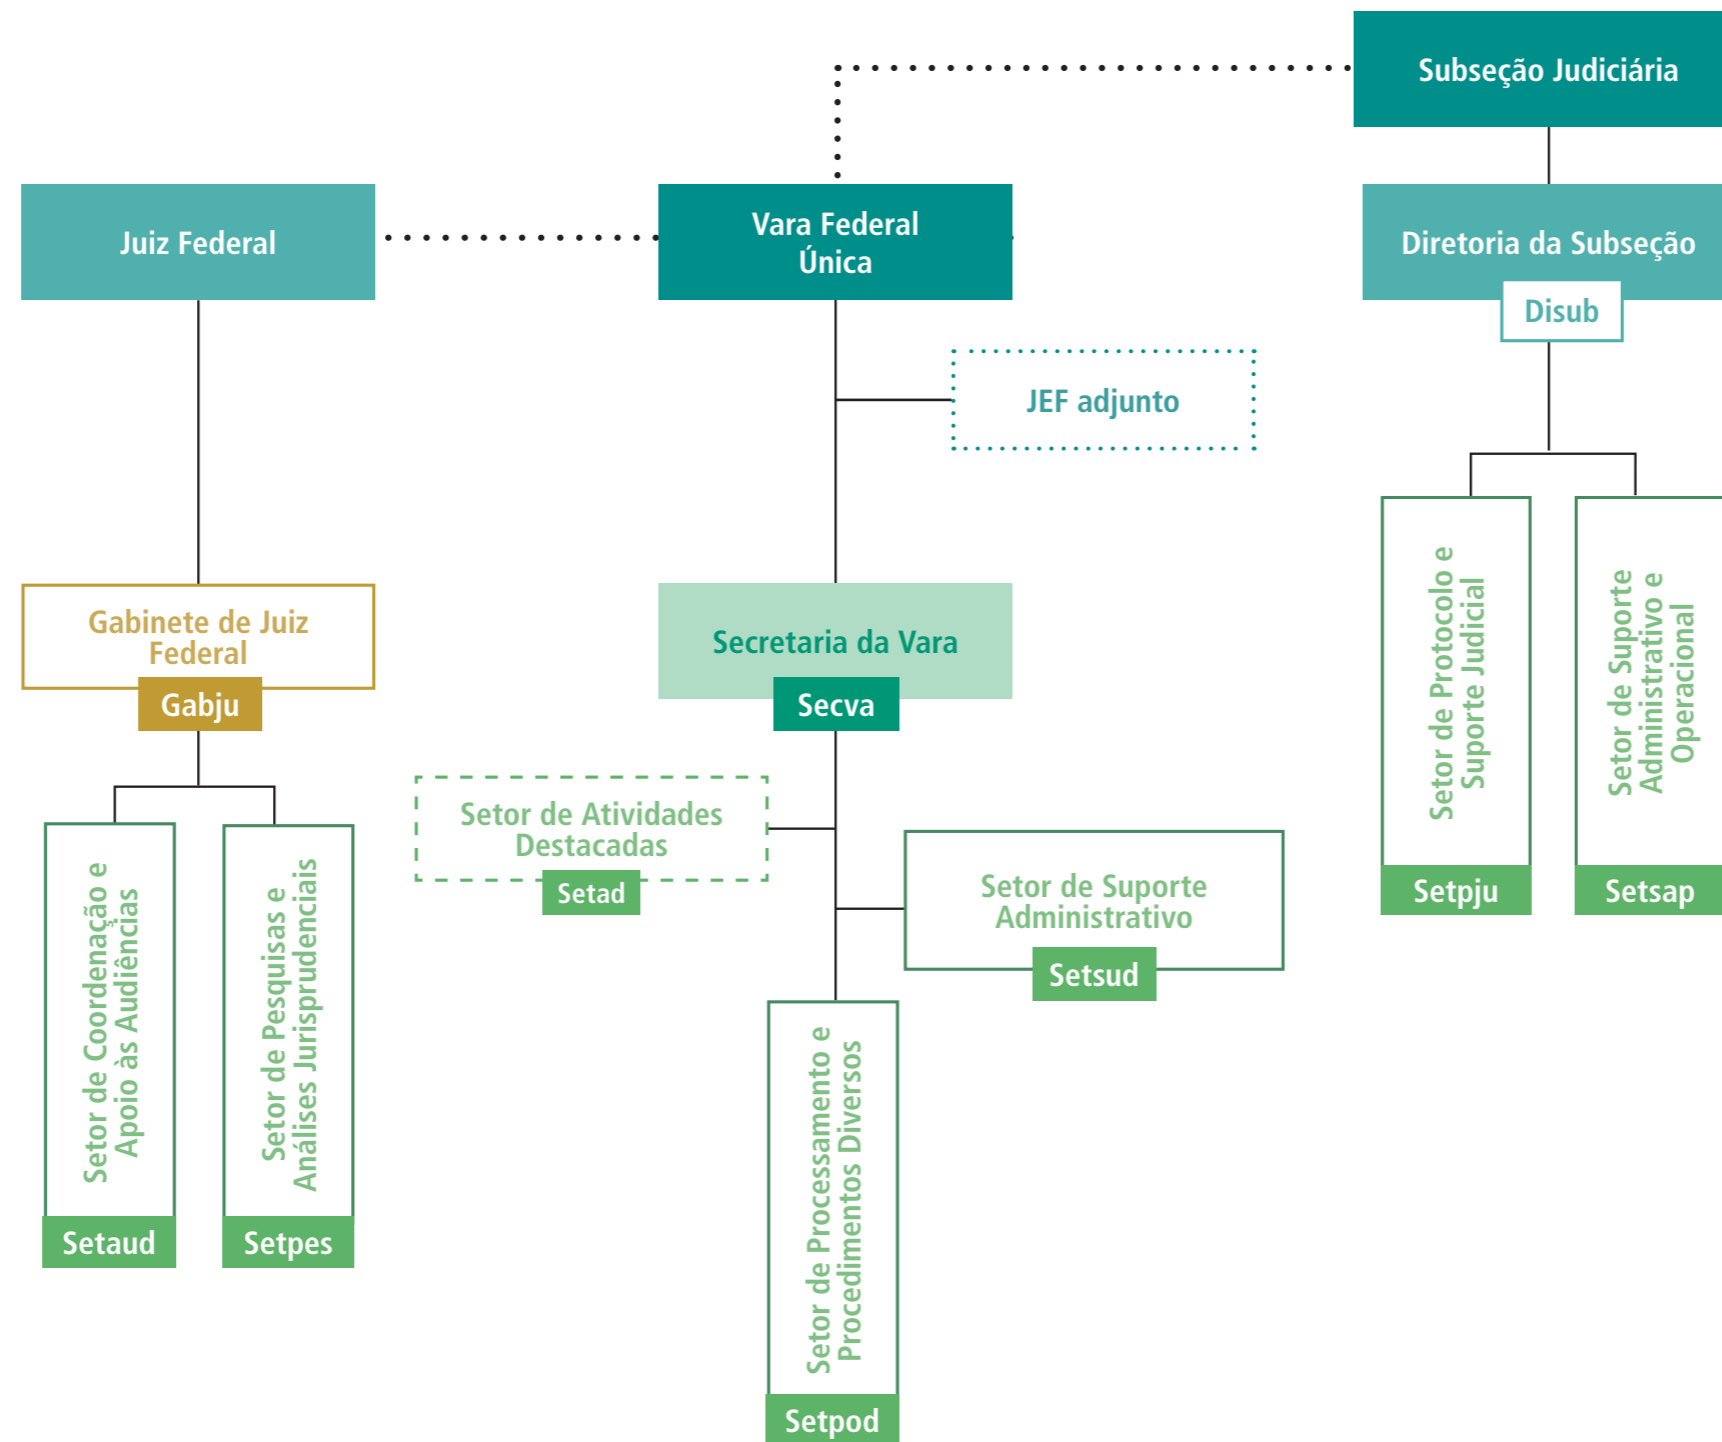 Subseção Judiciária
Juiz Federal
Vara Federal
Única
Diretoria da Subseção
Disub
JEF adjunto
Gabinete de Juiz
Federal
Gabju
Secretaria da Vara
Secva
Setor de Protocolo e
Suporte Judicial
Setpju
Setor de Suporte
Administrativo e
Operacional
Setsap
Setor de Atividades
Destacadas
Setad
Setor de Suporte
Administrativo
Setsud
Setor de Coordenação e
Apoio às Audiências
Setaud
Setor de Pesquisas e
Análises Jurisprudenciais
Setpes
Setor de Processamento e
Procedimentos Diversos
Setpod